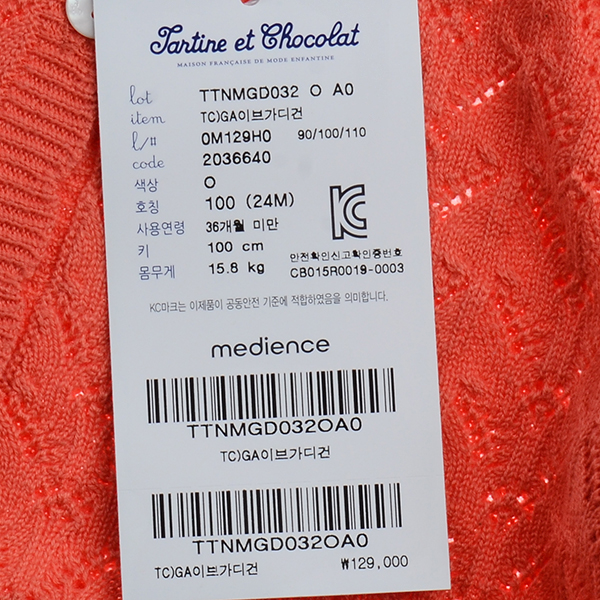 Tartine et Chocolat
MAISON FRANÇAISE DE MODE ENFANTINE
lot TTNMGD032 O A0
item TC)GA이브가디건
l/# 0M129H0 90/100/110
code 2036640
색상 O
호칭 100 (24M)
사용연령 36개월 미만
키 100 cm
몸무게 15.8 kg
안전확인신고확인증번호
CB015R0019-0003
KC마크는 이제품이 공동안전 기준에 적합하였음을 의미합니다.
medience
TTNMGD032OA0
TC)GA이브가디건
TTNMGD032OA0
TC)GA이브가디건 ₩129,000